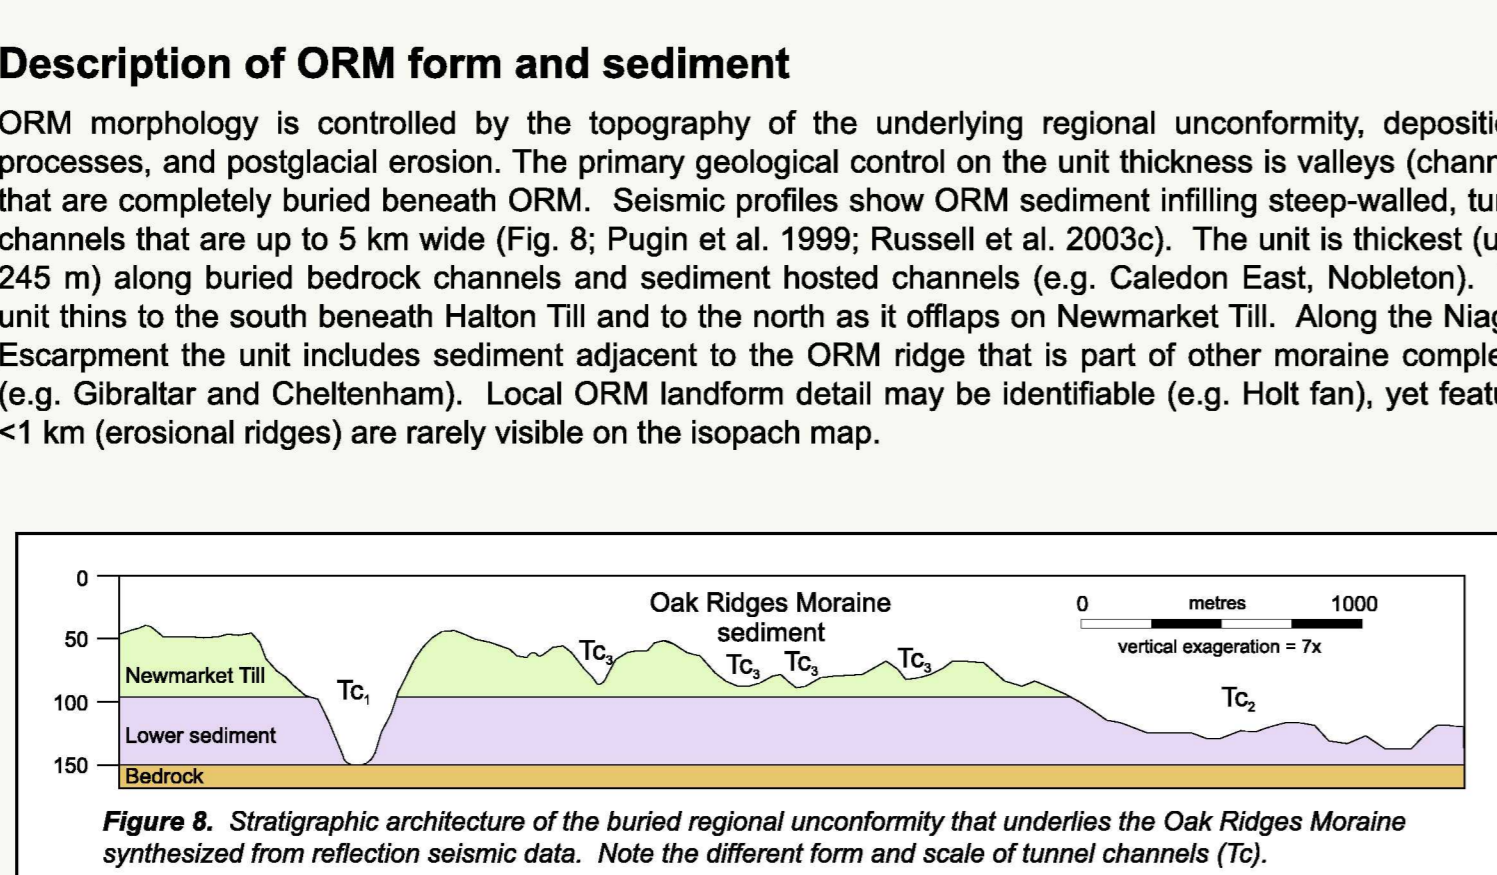 Description of ORM form and sediment
ORM morphology is controlled by the topography of the underlying regional unconformity,
processes, and postglacial erosion. The primary geological control on the unit thickness is valleys
that are completely buried beneath ORM. Seismic profiles show ORM sediment infilling steep-walled,
channels that are up to 5 km wide (Fig. 8; Pugin et al. 1999; Russell et al. 2003c). The unit is thickest
245 m) along buried bedrock channels and sediment hosted channels (e.g. Caledon East, Nobleton).
unit thins to the south beneath Halton Till and to the north as it offlaps on Newmarket Till. Along the
Escarpment the unit includes sediment adjacent to the ORM ridge that is part of other moraine
(e.g. Gibraltar and Cheltenham). Local ORM landform detail may be identifiable (e.g. Holt fan), yet
<1 km (erosional ridges) are rarely visible on the isopach map.
0
50
100
150
Oak Ridges Moraine
sediment
0 metres 1000
vertical exageration = 7x
Newmarket Till
Tc1
Tc3
Tc3
Tc3
Tc3
Tc2
Lower sediment
Bedrock
Figure 8. Stratigraphic architecture of the buried regional unconformity that underlies the Oak Ridges Moraine
synthesized from reflection seismic data. Note the different form and scale of tunnel channels (Tc).